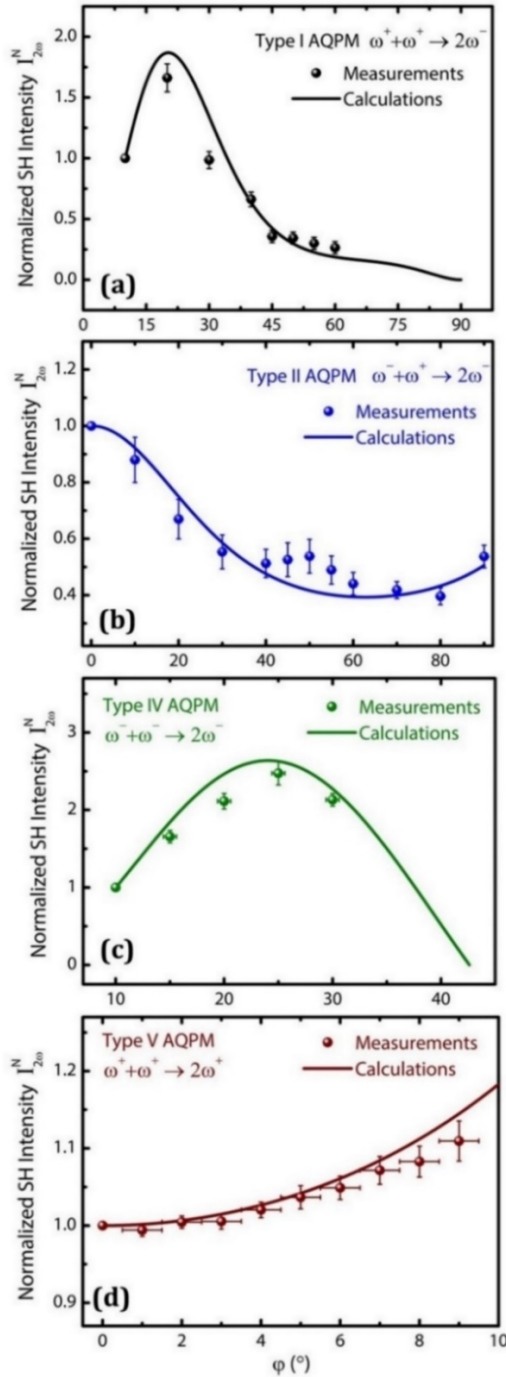 Normalized SH Intensity I^N_2ω
2.0
1.5
1.0
0.5
0.0
Type I AQPM ω⁺+ω⁺ → 2ω⁻
Measurements
Calculations
(a)
0 15 30 45 60 75 90
Normalized SH Intensity I^N_2ω
1.2
1.0
0.8
0.6
0.4
Type II AQPM ω⁻+ω⁺ → 2ω⁻
Measurements
Calculations
(b)
0 20 40 60 80
Normalized SH Intensity I^N_2ω
3
2
1
0
Type IV AQPM
ω⁻+ω⁻ → 2ω⁻
Measurements
Calculations
(c)
10 20 30 40
Normalized SH Intensity I^N_2ω
1.2
1.1
1.0
0.9
Type V AQPM
ω⁺+ω⁺ → 2ω⁺
Measurements
Calculations
(d)
0 2 4 6 8 10
φ (°)